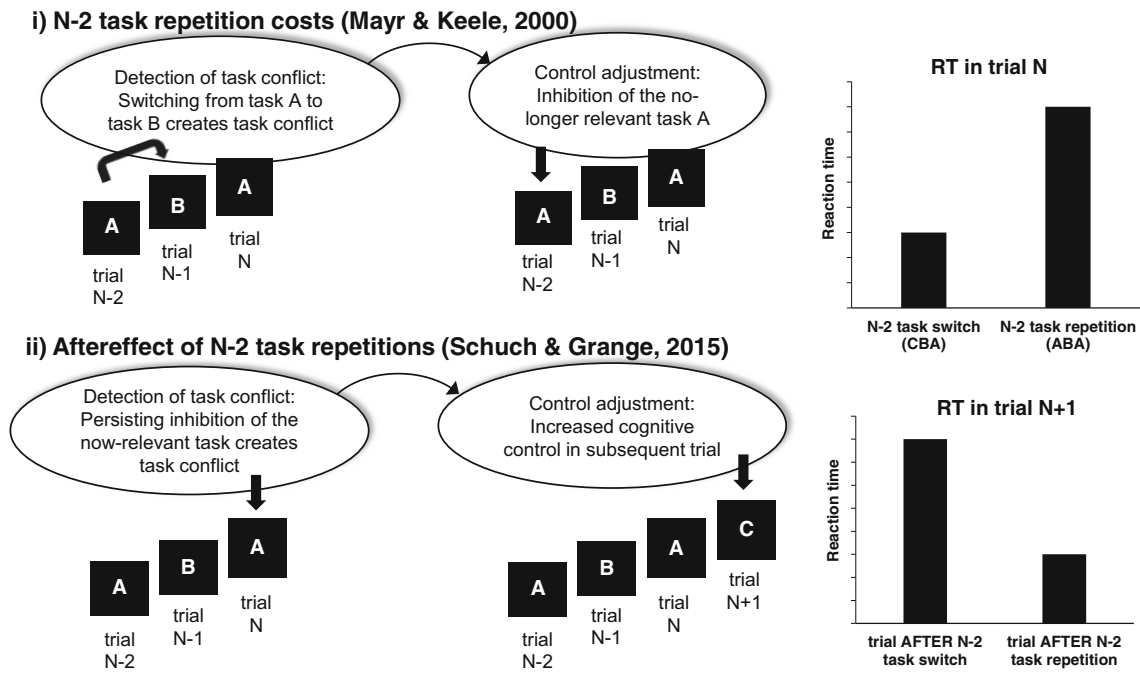 i) N-2 task repetition costs (Mayr & Keele, 2000)
Detection of task conflict:
Switching from task A to
task B creates task conflict
Control adjustment:
Inhibition of the no-
longer relevant task A
A
trial
N-2
B
trial
N-1
A
trial
N
A
trial
N-2
B
trial
N-1
A
trial
N
RT in trial N
Reaction time
N-2 task switch
(CBA)
N-2 task repetition
(ABA)
ii) Aftereffect of N-2 task repetitions (Schuch & Grange, 2015)
Detection of task conflict:
Persisting inhibition of the
now-relevant task creates
task conflict
Control adjustment:
Increased cognitive
control in subsequent trial
A
trial
N-2
B
trial
N-1
A
trial
N
A
trial
N-2
B
trial
N-1
A
trial
N
C
trial
N+1
RT in trial N+1
Reaction time
trial AFTER N-2
task switch
trial AFTER N-2
task repetition